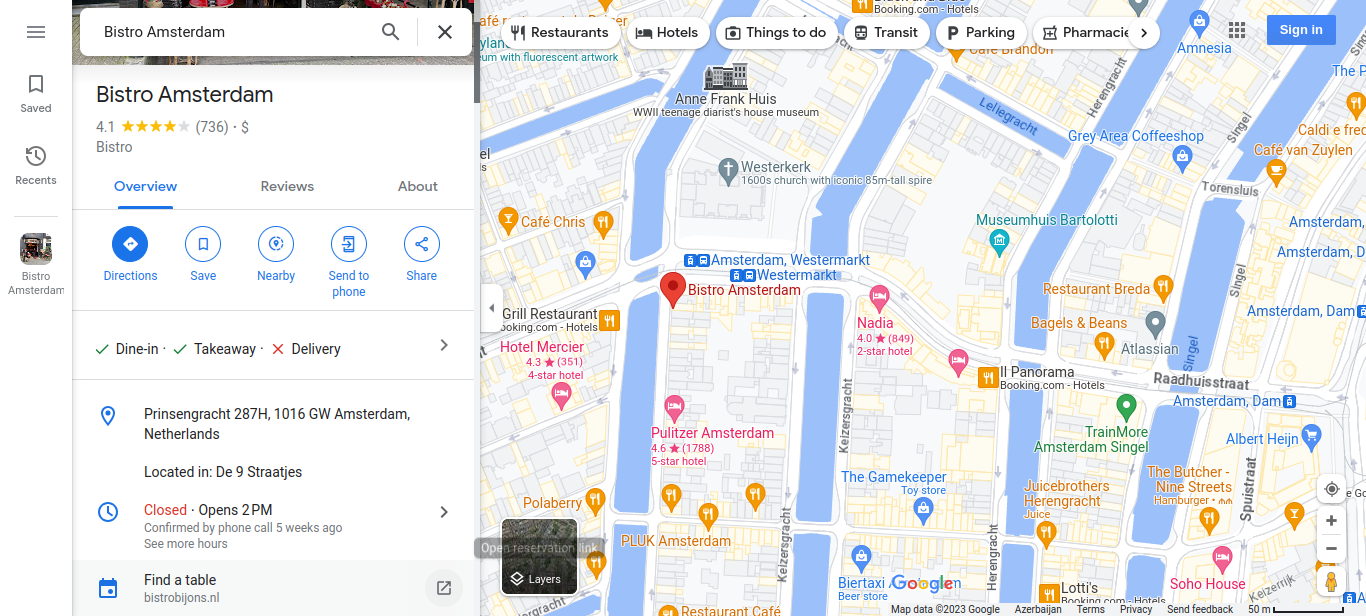 Bistro Amsterdam
Saved
Recents
Bistro
Amsterdam
Bistro Amsterdam
4.1 ★★★★★ (736) · $
Bistro
Overview
Reviews
About
Directions
Save
Nearby
Send to
phone
Share
Dine-in · Takeaway · Delivery
Prinsengracht 287H, 1016 GW Amsterdam,
Netherlands
Located in: De 9 Straatjes
Closed · Opens 2 PM
Confirmed by phone call 5 weeks ago
See more hours
Find a table
bistrobijons.nl
Open reservation link
Layers
Restaurants
Hotels
Things to do
Transit
Parking
Pharmacie
Sign in
Booking.com - Hotels
um with fluorescent artwork
Café Brandon
Amnesia
The P
Anne Frank Huis
WWII teenage diarist's house museum
Leliegracht
Herengracht
Singel
Grey Area Coffeeshop
Caldi e fred
Café van Zuylen
Westerkerk
1600s church with iconic 85m-tall spire
Torensluis
Café Chris
Museumhuis Bartolotti
Amsterdam,
Amsterdam, D
Amsterdam, Westermarkt
Westermarkt
Bistro Amsterdam
Singel
Restaurant Breda
Grill Restaurant
ooking.com - Hotels
Nadia
4.0 ★ (849)
2-star hotel
Bagels & Beans
Atlassian
Amsterdam, Dam
Singel
Hotel Mercier
4.3 ★ (351)
4-star hotel
Il Panorama
Booking.com - Hotels
Raadhuisstraat
Amsterdam, Dam
Keizersgracht
Pulitzer Amsterdam
4.6 ★ (1788)
5-star hotel
TrainMore
Amsterdam Singel
Albert Heijn
The Gamekeeper
Toy store
Juicebrothers
Herengracht
Juice
The Butcher -
Nine Streets
Hamburger
Spuistraat
Polaberry
PLUK Amsterdam
Keizersgracht
Herengracht
Biertaxi
Beer store
Google
Lotti's
Booking.com - Hotels
Soho House
Keizerrijk
Restaurant Café
Map data ©2023 Google
Azerbaijan
Terms
Privacy
Send feedback
50 m